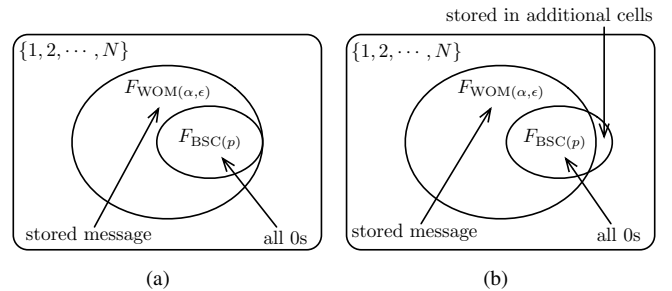 stored in additional cells
{1, 2, ⋯ , N}
F_WOM(α,ϵ)
F_BSC(p)
stored message
all 0s
(a)
{1, 2, ⋯ , N}
F_WOM(α,ϵ)
F_BSC(p)
stored message
all 0s
(b)